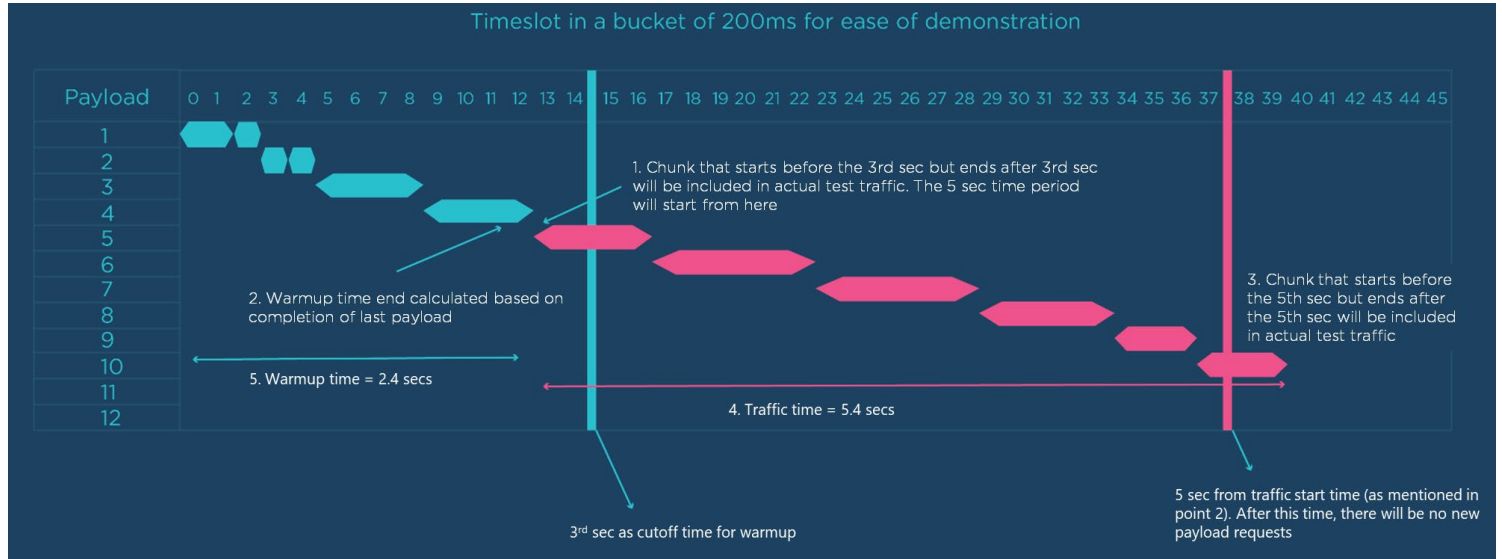 Timeslot in a bucket of 200ms for ease of demonstration
Payload 0 1 2 3 4 5 6 7 8 9 10 11 12 13 14 15 16 17 18 19 20 21 22 23 24 25 26 27 28 29 30 31 32 33 34 35 36 37 38 39 40 41 42 43 44 45
1
2
3
4
5
6
7
8
9
10
11
12
1. Chunk that starts before the 3rd sec but ends after 3rd sec
will be included in actual test traffic. The 5 sec time period
will start from here
2. Warmup time end calculated based on
completion of last payload
3. Chunk that starts before
the 5th sec but ends after
the 5th sec will be included
in actual test traffic
5. Warmup time = 2.4 secs
4. Traffic time = 5.4 secs
3rd sec as cutoff time for warmup
5 sec from traffic start time (as mentioned in
point 2). After this time, there will be no new
payload requests